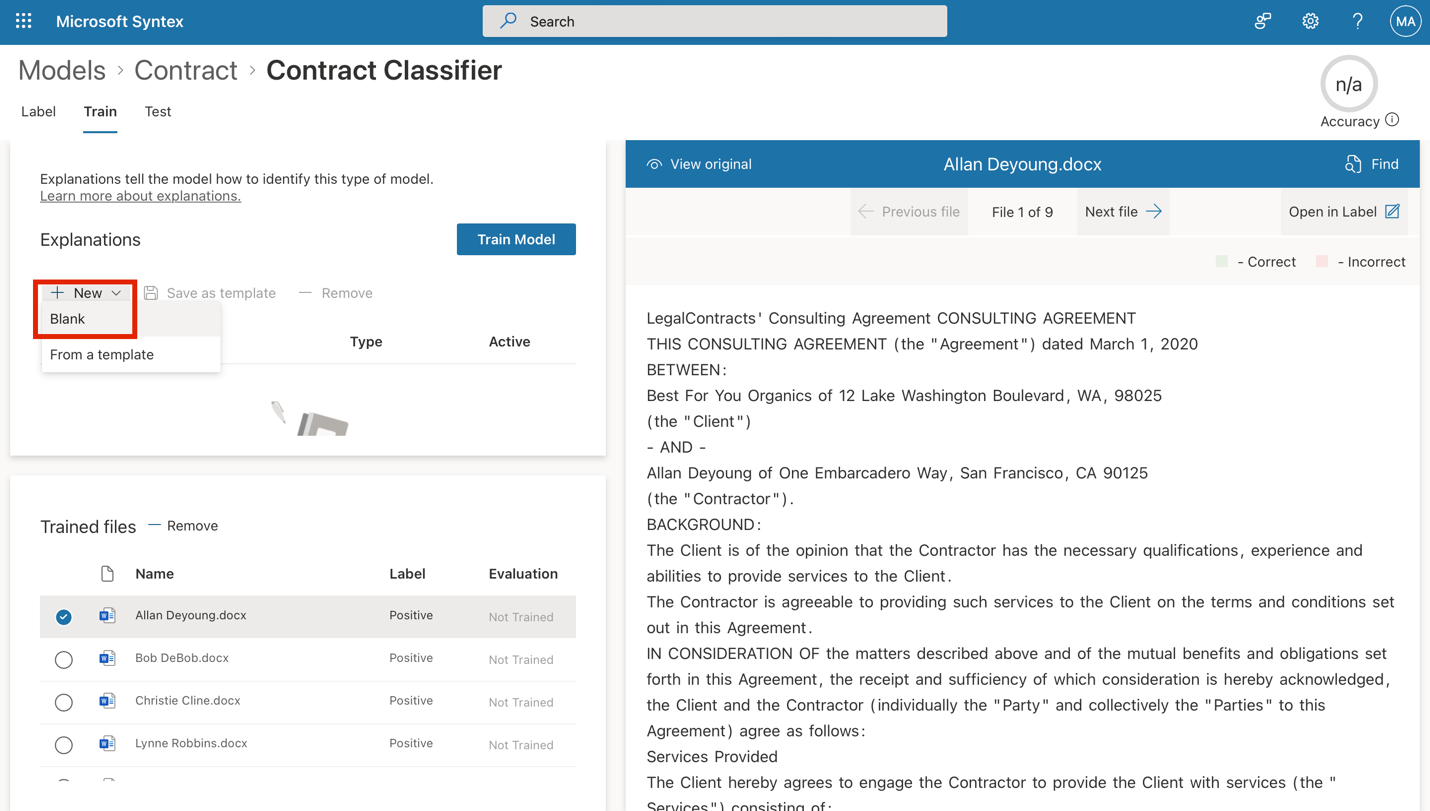 Microsoft Syntex
Search
MA
Models > Contract > Contract Classifier
n/a
Accuracy
Label
Train
Test
Explanations tell the model how to identify this type of model.
Learn more about explanations.
Explanations
Train Model
New
Save as template
Remove
Blank
From a template
Type
Active
Trained files
Remove
Name Label Evaluation
Allan Deyoung.docx Positive Not Trained
Bob DeBob.docx Positive Not Trained
Christie Cline.docx Positive Not Trained
Lynne Robbins.docx Positive Not Trained
View original
Allan Deyoung.docx
Find
Previous file
File 1 of 9
Next file
Open in Label
- Correct
- Incorrect
LegalContracts' Consulting Agreement CONSULTING AGREEMENT
THIS CONSULTING AGREEMENT (the "Agreement") dated March 1, 2020
BETWEEN:
Best For You Organics of 12 Lake Washington Boulevard, WA, 98025
(the "Client")
- AND -
Allan Deyoung of One Embarcadero Way, San Francisco, CA 90125
(the "Contractor").
BACKGROUND:
The Client is of the opinion that the Contractor has the necessary qualifications, experience and
abilities to provide services to the Client.
The Contractor is agreeable to providing such services to the Client on the terms and conditions set
out in this Agreement.
IN CONSIDERATION OF the matters described above and of the mutual benefits and obligations set
forth in this Agreement, the receipt and sufficiency of which consideration is hereby acknowledged,
the Client and the Contractor (individually the "Party" and collectively the "Parties" to this
Agreement) agree as follows:
Services Provided
The Client hereby agrees to engage the Contractor to provide the Client with services (the "
Services") consisting of: